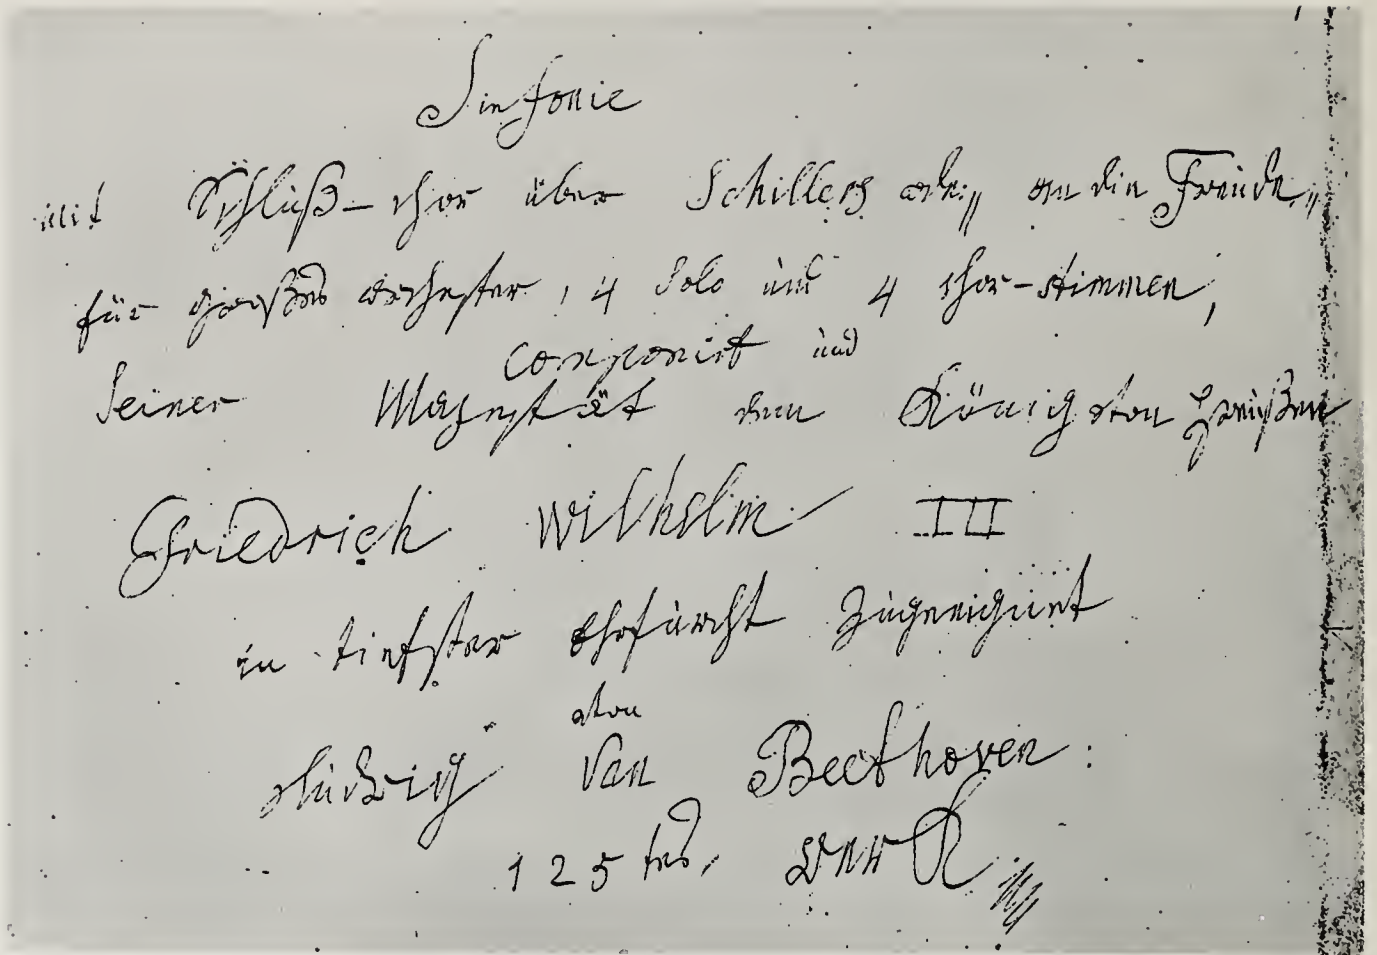 Sinfonie
mit Schluß-chor über Schillers ode: „an die Freude„
für großes orchester, 4 Solo und 4 chor-stimmen,
componirt und
Seiner Majestät dem König von Preußen
Friedrich Wilhelm III
in tiefster Ehrfurcht zugeeignet
von
Ludwig van Beethoven:
125tes, Werk